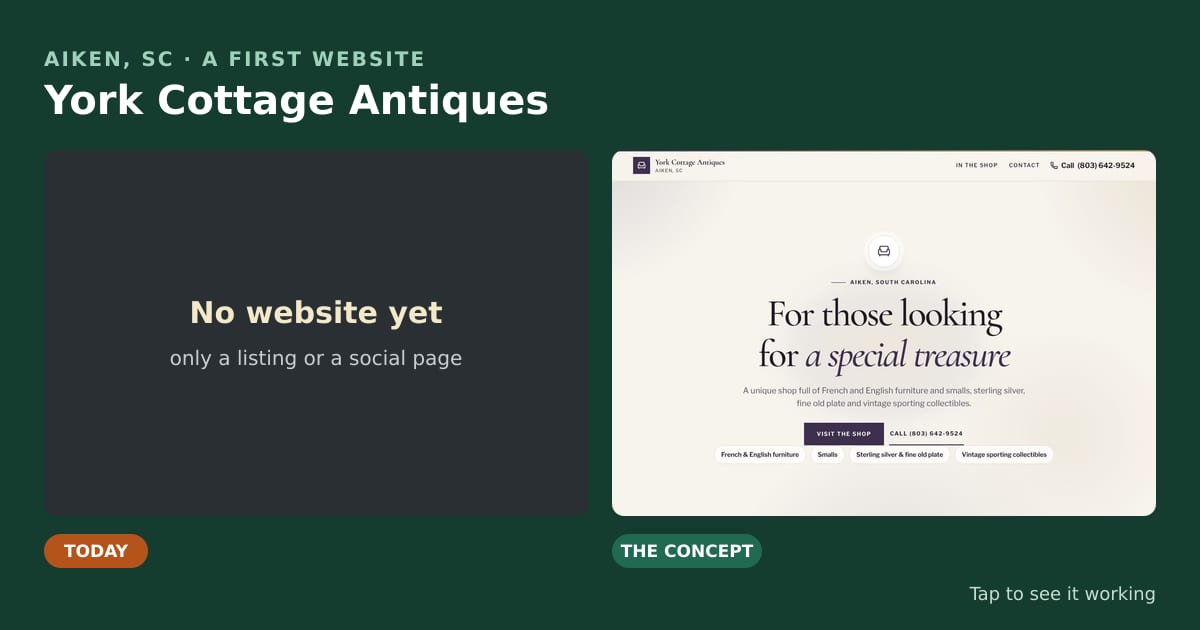 AIKEN, SC · A FIRST WEBSITE
York Cottage Antiques
No website yet
only a listing or a social page
TODAY
York Cottage Antiques
AIKEN, SC
IN THE SHOP CONTACT Call (803) 642-9524
AIKEN, SOUTH CAROLINA
For those looking
for a special treasure
A unique shop full of French and English furniture and smalls, sterling silver,
fine old plate and vintage sporting collectibles.
VISIT THE SHOP CALL (803) 642-9524
French & English furniture Smalls Sterling silver & fine old plate Vintage sporting collectibles
THE CONCEPT
Tap to see it working